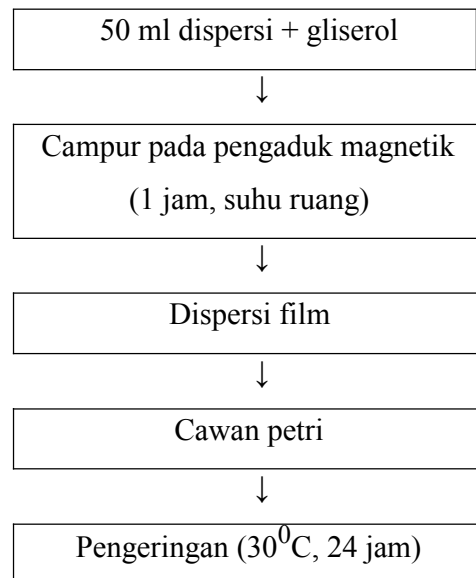 50 ml dispersi + gliserol
↓
Campur pada pengaduk magnetik
(1 jam, suhu ruang)
↓
Dispersi film
↓
Cawan petri
↓
Pengeringan (30⁰C, 24 jam)